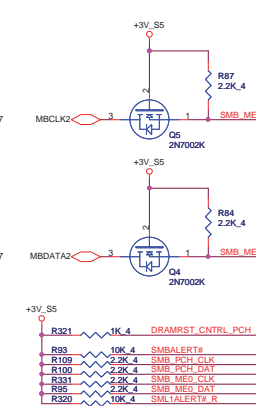 +3V_S5
R87
2.2K_4
2
7
MBCLK2
3
1
SMB_ME
Q5
2N7002K
+3V_S5
R84
2.2K_4
2
7
MBDATA2
3
1
SMB_ME
Q4
2N7002K
+3V_S5
R321 1K_4 DRAMRST_CNTRL_PCH
R93 10K_4 SMBALERT#
R109 2.2K_4 SMB_PCH_CLK
R100 2.2K_4 SMB_PCH_DAT
R331 2.2K_4 SMB_ME0_CLK
R95 2.2K_4 SMB_ME0_DAT
R320 10K_4 SML1ALERT#_R